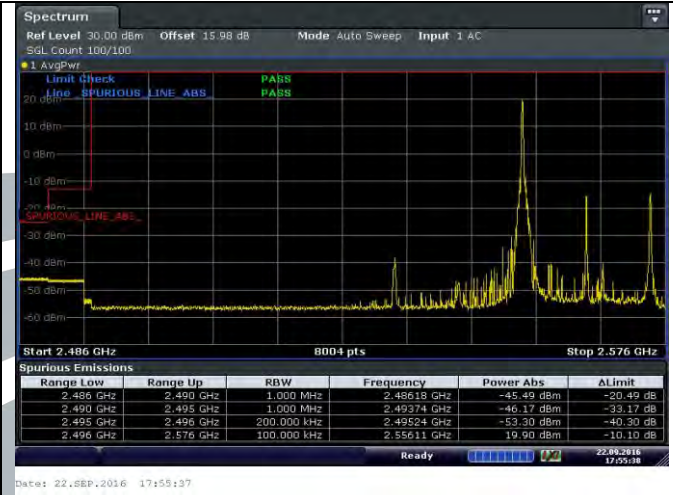 Spectrum
Ref Level 30.00 dBm Offset 15.98 dB Mode Auto Sweep Input 1 AC
SGL Count 100/100
1 AvgPwr
Limit Check PASS
20 dBm Line _SPURIOUS_LINE_ABS_ PASS
10 dBm
0 dBm
-10 dBm
-20 dBm
_SPURIOUS_LINE_ABS_
-30 dBm
-40 dBm
-50 dBm
-60 dBm
Start 2.486 GHz 8004 pts Stop 2.576 GHz
Spurious Emissions
Range Low Range Up RBW Frequency Power Abs ΔLimit
2.486 GHz 2.490 GHz 1.000 MHz 2.48618 GHz -45.49 dBm -20.49 dB
2.490 GHz 2.495 GHz 1.000 MHz 2.49374 GHz -46.17 dBm -33.17 dB
2.495 GHz 2.496 GHz 200.000 kHz 2.49524 GHz -53.30 dBm -40.30 dB
2.496 GHz 2.576 GHz 100.000 kHz 2.55611 GHz 19.90 dBm -10.10 dB
Ready 22.09.2016
17:55:38
Date: 22.SEP.2016 17:55:37